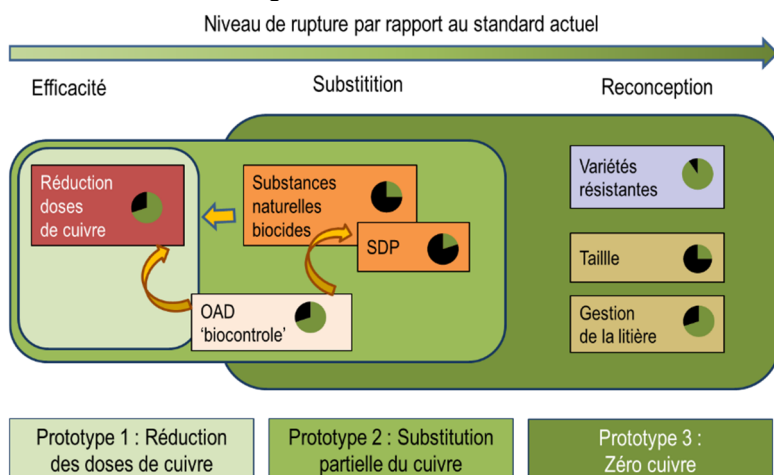 Niveau de rupture par rapport au standard actuel
Efficacité
Substitition
Reconception
Réduction
doses
de cuivre
Substances
naturelles
biocides
SDP
OAD
'biocontrole'
Variétés
résistantes
Taillle
Gestion
de la litière
Prototype 1 : Réduction
des doses de cuivre
Prototype 2 : Substitution
partielle du cuivre
Prototype 3 :
Zéro cuivre